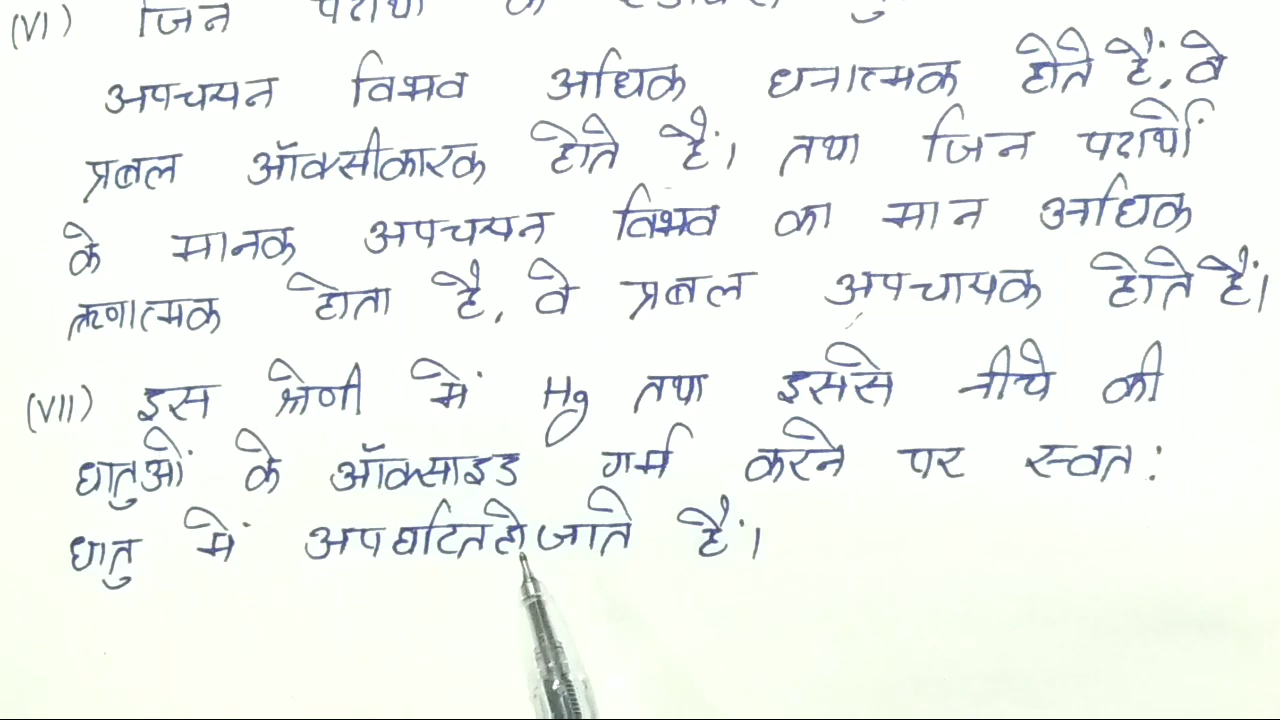 (VI) जिन पदार्थों के
अपचयन विभव अधिक धनात्मक होते हैं, वे
प्रबल ऑक्सीकारक होते हैं। तथा जिन पदार्थों
के मानक अपचयन विभव का मान अधिक
ऋणात्मक होता है, वे प्रबल अपचायक होते हैं।
(VII) इस श्रेणी में Hg तथा इससे नीचे की
धातुओं के ऑक्साइड गर्म करने पर स्वत:
धातु में अपघटित हो जाते हैं।